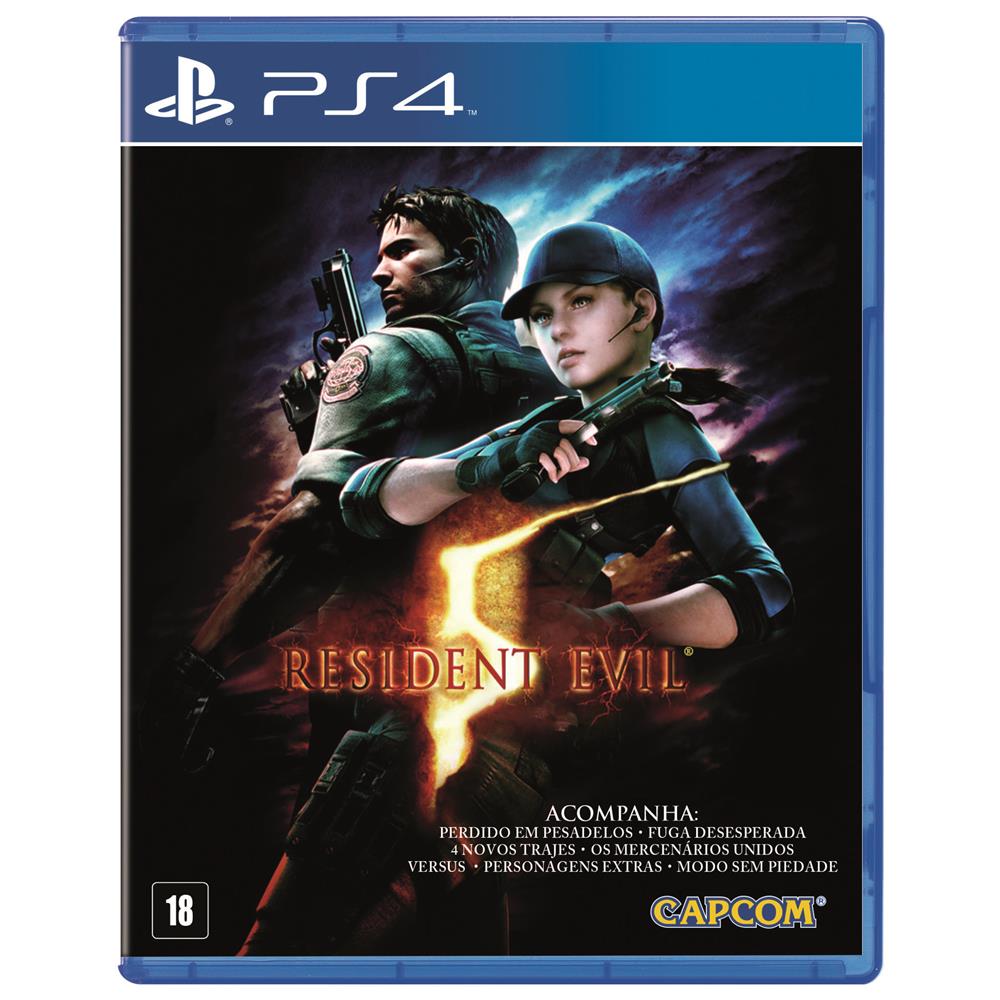 PS4™
RESIDENT EVIL®
5
ACOMPANHA:
PERDIDO EM PESADELOS • FUGA DESESPERADA
4 NOVOS TRAJES • OS MERCENÁRIOS UNIDOS
VERSUS • PERSONAGENS EXTRAS • MODO SEM PIEDADE
18
CAPCOM®